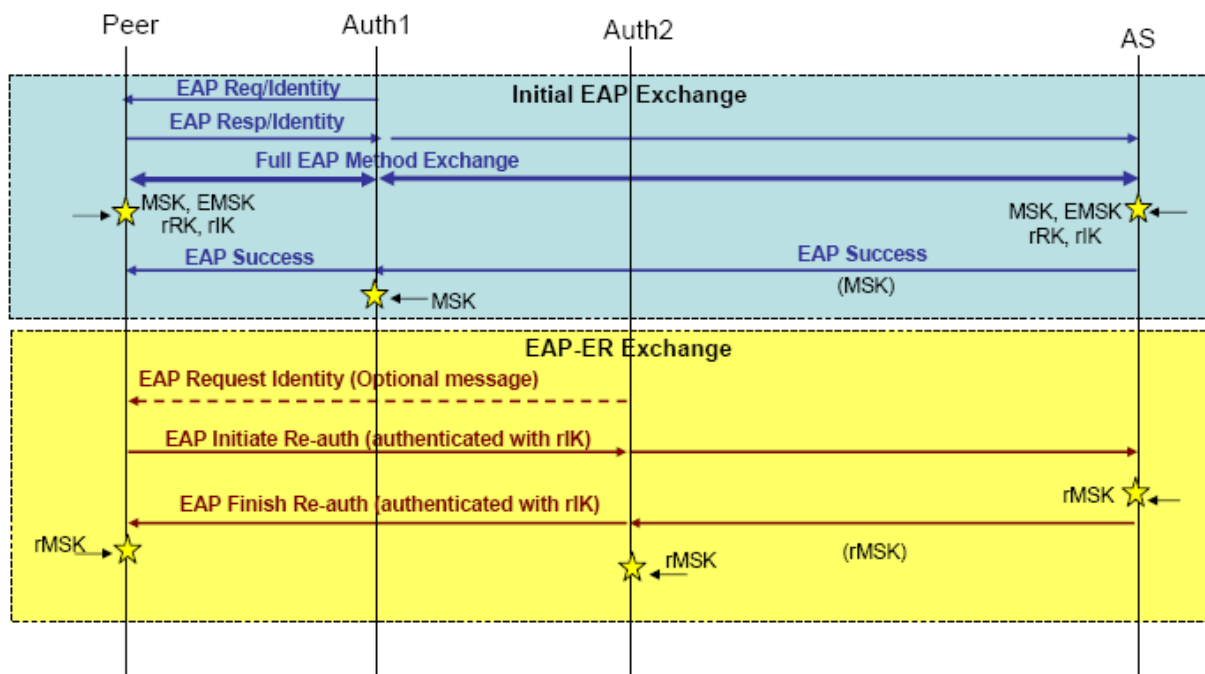 Peer
Auth1
Auth2
AS
EAP Req/Identity
Initial EAP Exchange
EAP Resp/Identity
Full EAP Method Exchange
MSK, EMSK
rRK, rIK
MSK, EMSK
rRK, rIK
EAP Success
EAP Success
(MSK)
MSK
EAP-ER Exchange
EAP Request Identity (Optional message)
EAP Initiate Re-auth (authenticated with rIK)
rMSK
EAP Finish Re-auth (authenticated with rIK)
rMSK
(rMSK)
rMSK